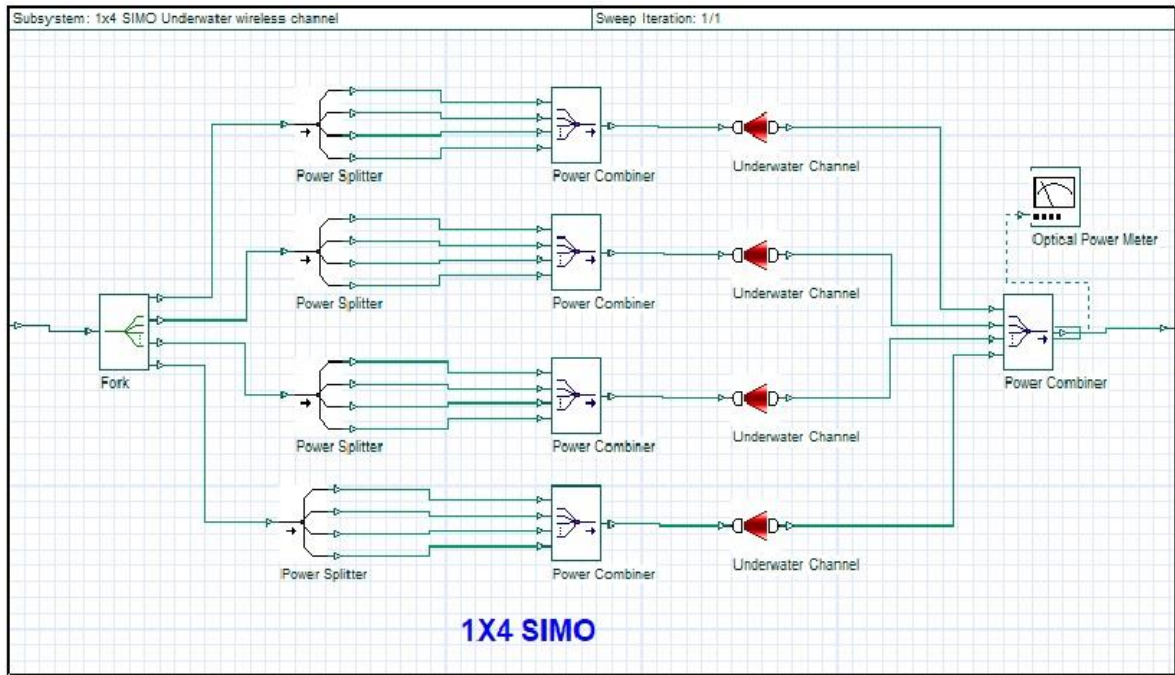 Subsystem: 1x4 SIMO Underwater wireless channel
Sweep Iteration: 1/1
Power Splitter
Power Combiner
Underwater Channel
Optical Power Meter
Power Splitter
Power Combiner
Underwater Channel
Fork
Power Combiner
Power Splitter
Power Combiner
Underwater Channel
Power Splitter
Power Combiner
Underwater Channel
1X4 SIMO